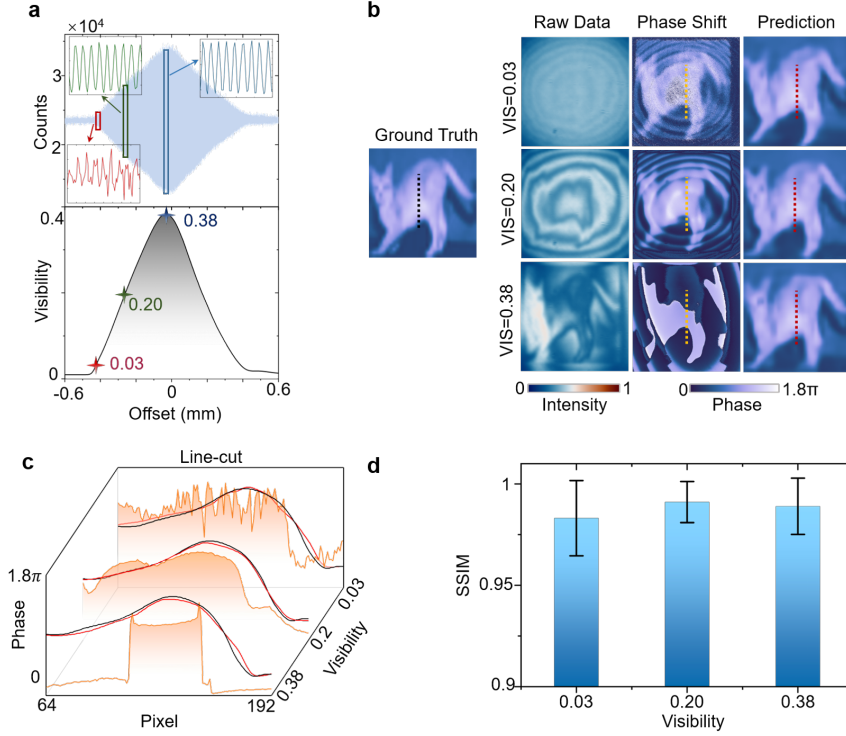 a
×10⁴
4
3
2
Counts
0.4
0.2
0
Visibility
0.38
0.20
0.03
-0.6
0
0.6
Offset (mm)
b
Raw Data
Phase Shift
Prediction
Ground Truth
VIS=0.03
VIS=0.20
VIS=0.38
0
1
Intensity
0
1.8π
Phase
c
Line-cut
1.8π
Phase
0
64
Pixel
192
0.38
0.2
0.03
Visibility
d
SSIM
1
0.95
0.9
0.03
0.20
0.38
Visibility